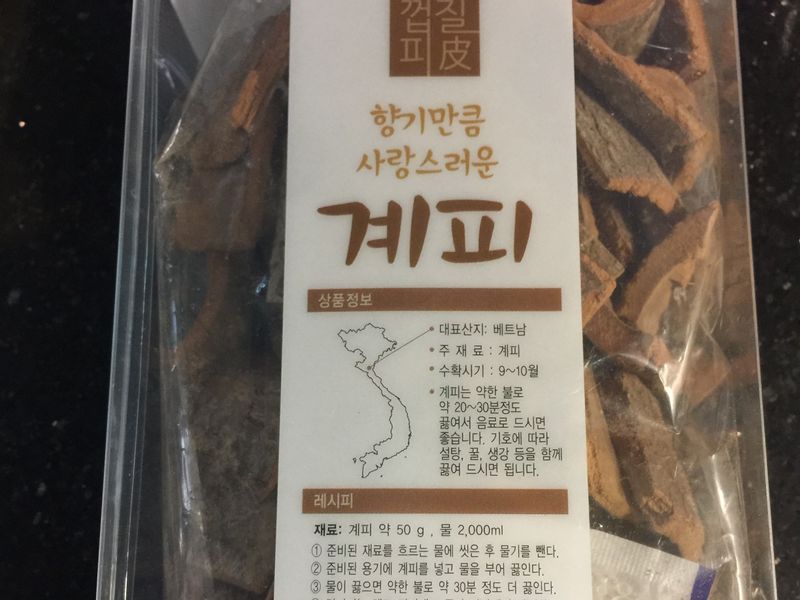 껍질
피皮
향기만큼
사랑스러운
계피
상품정보
대표산지: 베트남
주 재 료 : 계피
수확시기 : 9~10월
계피는 약한 불로
약 20~30분정도
끓여서 음료로 드시면
좋습니다. 기호에 따라
설탕, 꿀, 생강 등을 함께
끓여 드시면 됩니다.
레시피
재료: 계피 약 50 g , 물 2,000ml
① 준비된 재료를 흐르는 물에 씻은 후 물기를 뺀다.
② 준비된 용기에 계피를 넣고 물을 부어 끓인다.
③ 물이 끓으면 약한 불로 약 30분 정도 더 끓인다.